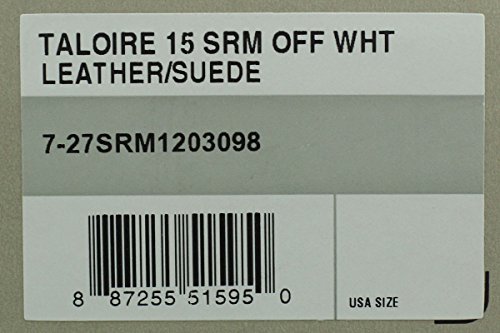 TALOIRE 15 SRM OFF WHT
LEATHER/SUEDE
7-27SRM1203098
8 87255 51595 0
USA SIZE